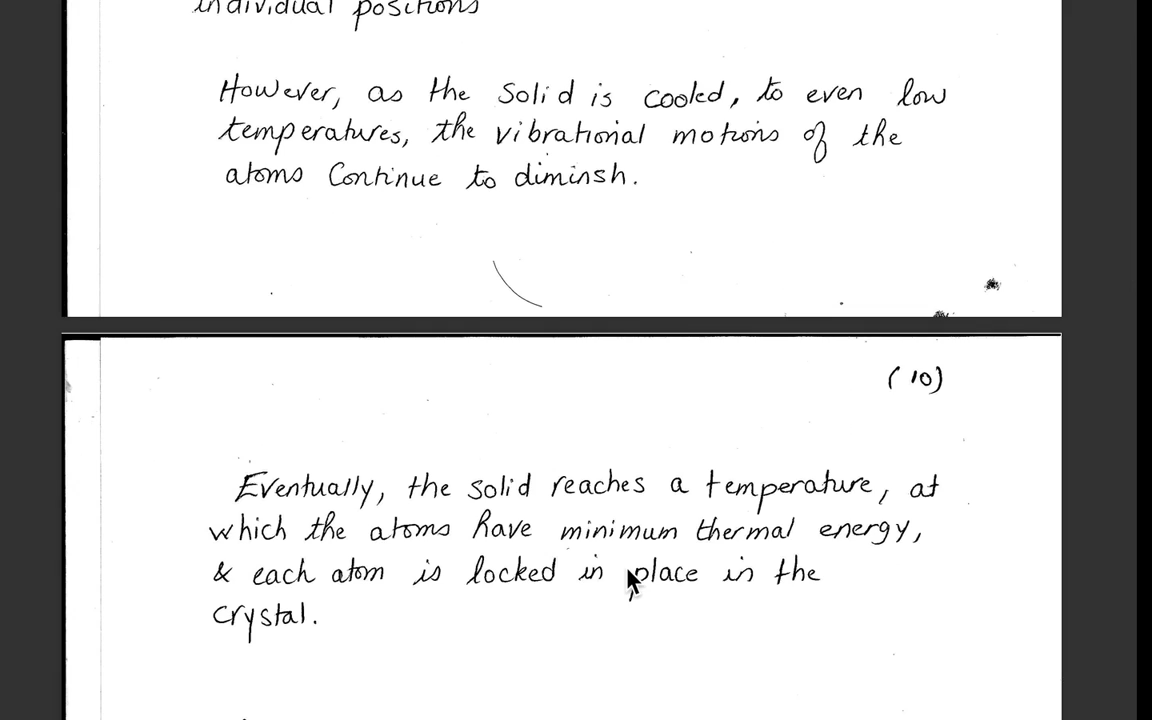 individual positions
However, as the Solid is cooled, to even low
temperatures, the vibrational motions of the
atoms Continue to diminsh.
(10)
Eventually, the solid reaches a temperature, at
which the atoms have minimum thermal energy,
& each atom is locked in place in the
crystal.